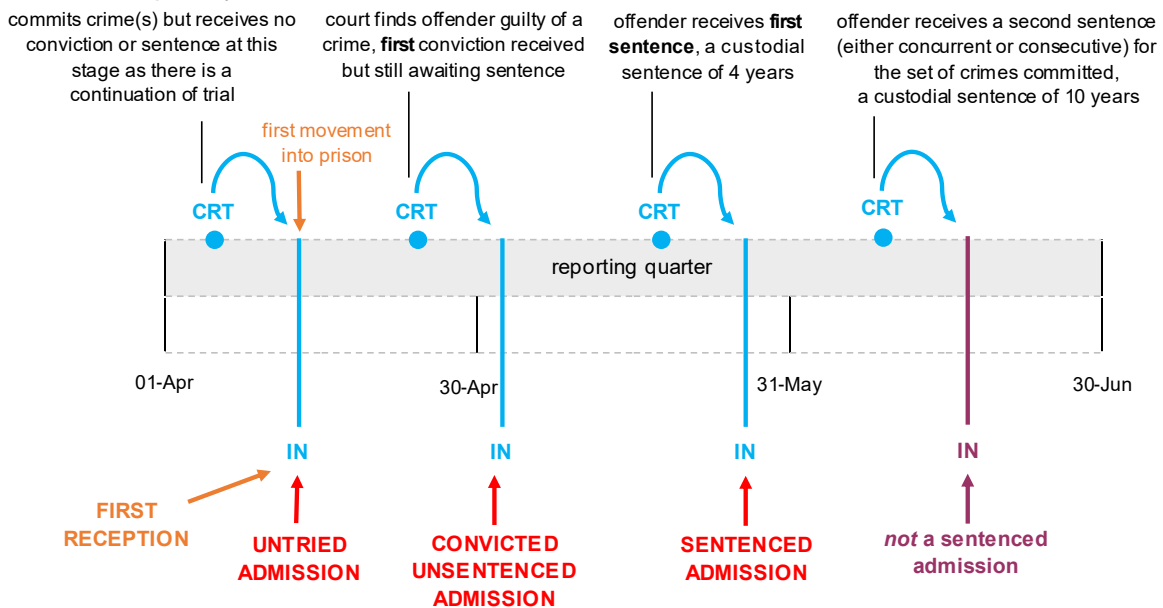 commits crime(s) but receives no
conviction or sentence at this
stage as there is a
continuation of trial
court finds offender guilty of a
crime, first conviction received
but still awaiting sentence
offender receives first
sentence, a custodial
sentence of 4 years
offender receives a second sentence
(either concurrent or consecutive) for
the set of crimes committed,
a custodial sentence of 10 years
first movement
into prison
CRT
CRT
CRT
CRT
reporting quarter
01-Apr
30-Apr
31-May
30-Jun
IN
IN
IN
IN
FIRST
RECEPTION
UNTRIED
ADMISSION
CONVICTED
UNSENTENCED
ADMISSION
SENTENCED
ADMISSION
not a sentenced
admission